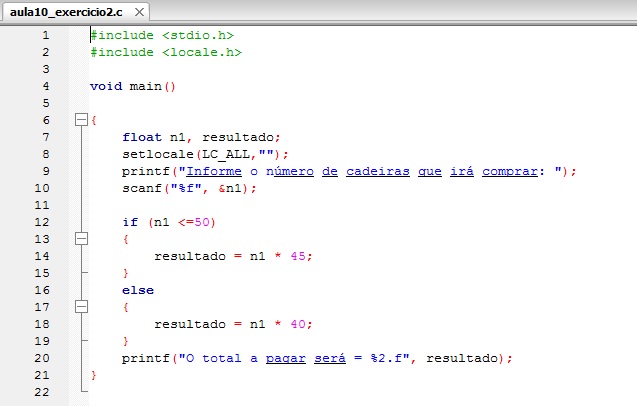 aula10_exercicio2.c
1 #include <stdio.h>
2 #include <locale.h>
3
4 void main()
5
6 {
7 float n1, resultado;
8 setlocale(LC_ALL,"");
9 printf("Informe o número de cadeiras que irá comprar: ");
10 scanf("%f", &n1);
11
12 if (n1 <=50)
13 {
14 resultado = n1 * 45;
15 }
16 else
17 {
18 resultado = n1 * 40;
19 }
20 printf("O total a pagar será = %2.f", resultado);
21 }
22